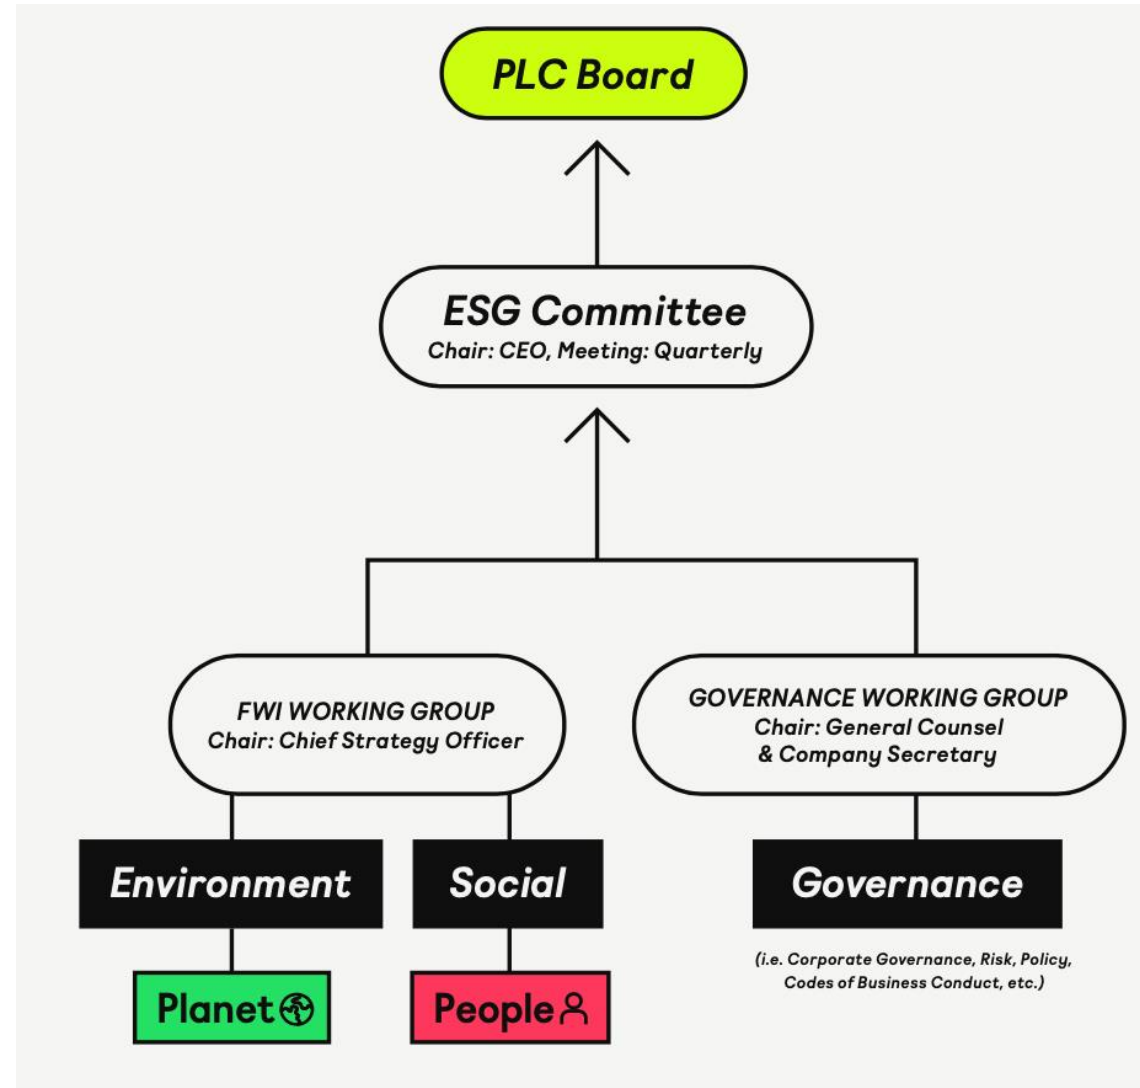 PLC Board
ESG Committee
Chair: CEO, Meeting: Quarterly
FWI WORKING GROUP
Chair: Chief Strategy Officer
GOVERNANCE WORKING GROUP
Chair: General Counsel
& Company Secretary
Environment
Social
Governance
(i.e. Corporate Governance, Risk, Policy,
Codes of Business Conduct, etc.)
Planet
People